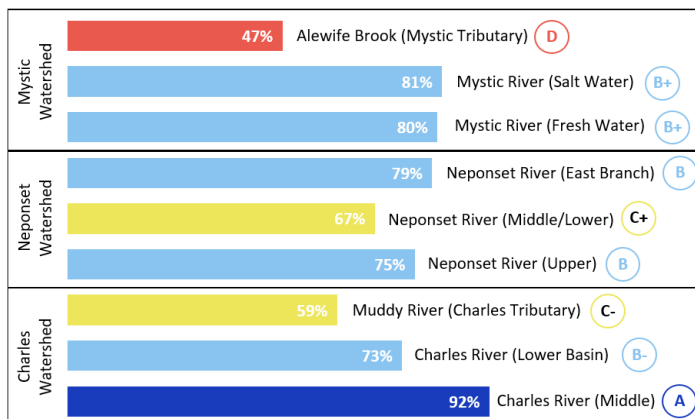 Mystic
Watershed
47% Alewife Brook (Mystic Tributary) D
81% Mystic River (Salt Water) B+
80% Mystic River (Fresh Water) B+
Neponset
Watershed
79% Neponset River (East Branch) B
67% Neponset River (Middle/Lower) C+
75% Neponset River (Upper) B
Charles
Watershed
59% Muddy River (Charles Tributary) C-
73% Charles River (Lower Basin) B-
92% Charles River (Middle) A